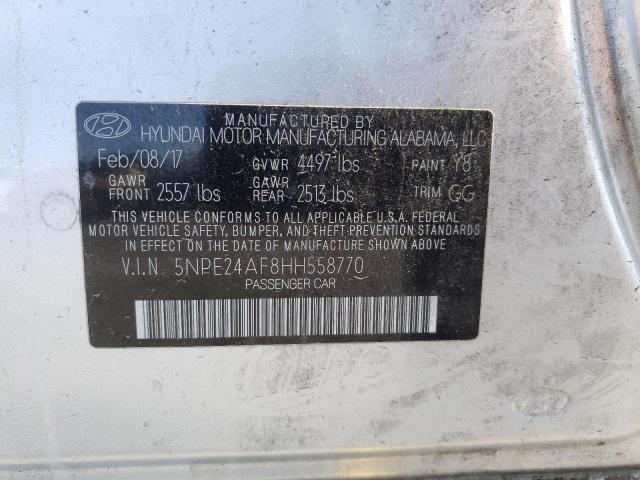 MANUFACTURED BY
HYUNDAI MOTOR MANUFACTURING ALABAMA, LLC
Feb/08/17 GVWR 4497 lbs PAINT Y8
GAWR FRONT 2557 lbs GAWR REAR 2513 lbs TRIM GG
THIS VEHICLE CONFORMS TO ALL APPLICABLE U.S.A. FEDERAL
MOTOR VEHICLE SAFETY, BUMPER, AND THEFT PREVENTION STANDARDS
IN EFFECT ON THE DATE OF MANUFACTURE SHOWN ABOVE.
V.I.N 5NPE24AF8HH558770
PASSENGER CAR